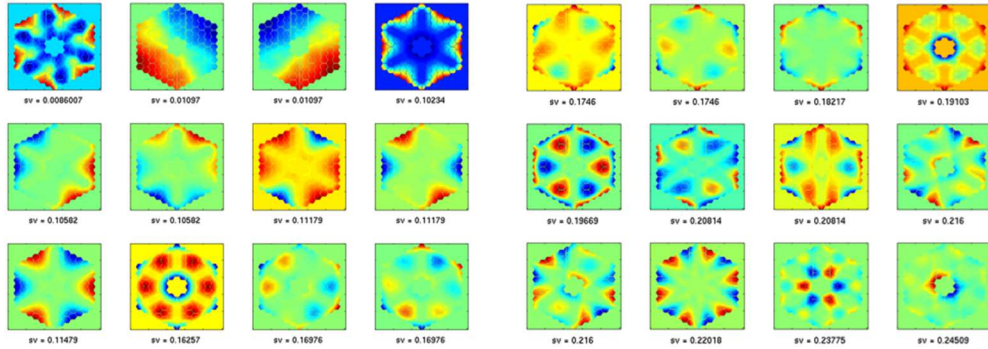 sv = 0.0086007 sv = 0.01097 sv = 0.01097 sv = 0.10234 sv = 0.1746 sv = 0.1746 sv = 0.18217 sv = 0.19103
sv = 0.10582 sv = 0.10582 sv = 0.11179 sv = 0.11179 sv = 0.19669 sv = 0.20814 sv = 0.20814 sv = 0.216
sv = 0.11479 sv = 0.16257 sv = 0.16976 sv = 0.16976 sv = 0.216 sv = 0.22018 sv = 0.23775 sv = 0.24509